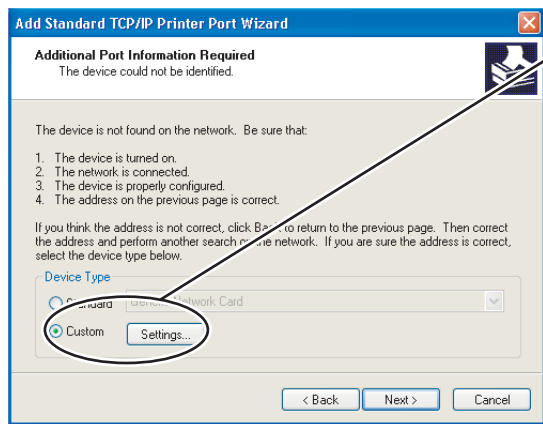 Add Standard TCP/IP Printer Port Wizard
Additional Port Information Required
The device could not be identified.
The device is not found on the network. Be sure that:
1. The device is turned on.
2. The network is connected.
3. The device is properly configured.
4. The address on the previous page is correct.
If you think the address is not correct, click Back to return to the previous page. Then correct
the address and perform another search on the network. If you are sure the address is correct,
select the device type below.
Device Type
Standard Generic Network Card
Custom Settings...
< Back Next > Cancel